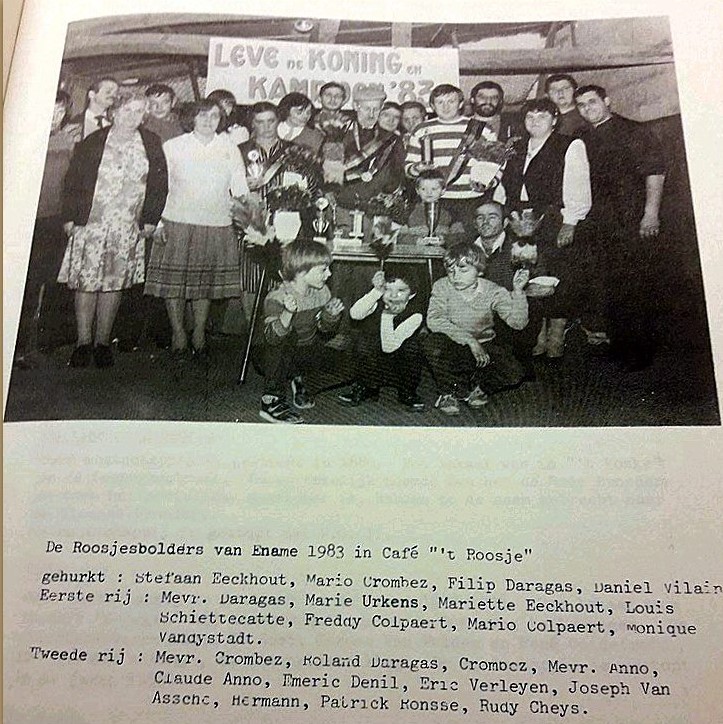 LEVE DE KONING EN
KAMPIOEN '83
De Roosjesbolders van Ename 1983 in Café "'t Roosje"
gehurkt : Stefaan Eeckhout, Mario Crombez, Filip Daragas, Daniel Vilain
Eerste rij : Mevr. Daragas, Marie Urkens, Mariette Eeckhout, Louis
Schiettecatte, Freddy Colpaert, Mario Colpaert, Monique
Vandystadt.
Tweede rij : Mevr. Crombez, Roland Daragas, Crombez, Mevr. Anno,
Claude Anno, Emeric Denil, Eric Verleyen, Joseph Van
Assche, Hermann, Patrick Ronsse, Rudy Cheys.